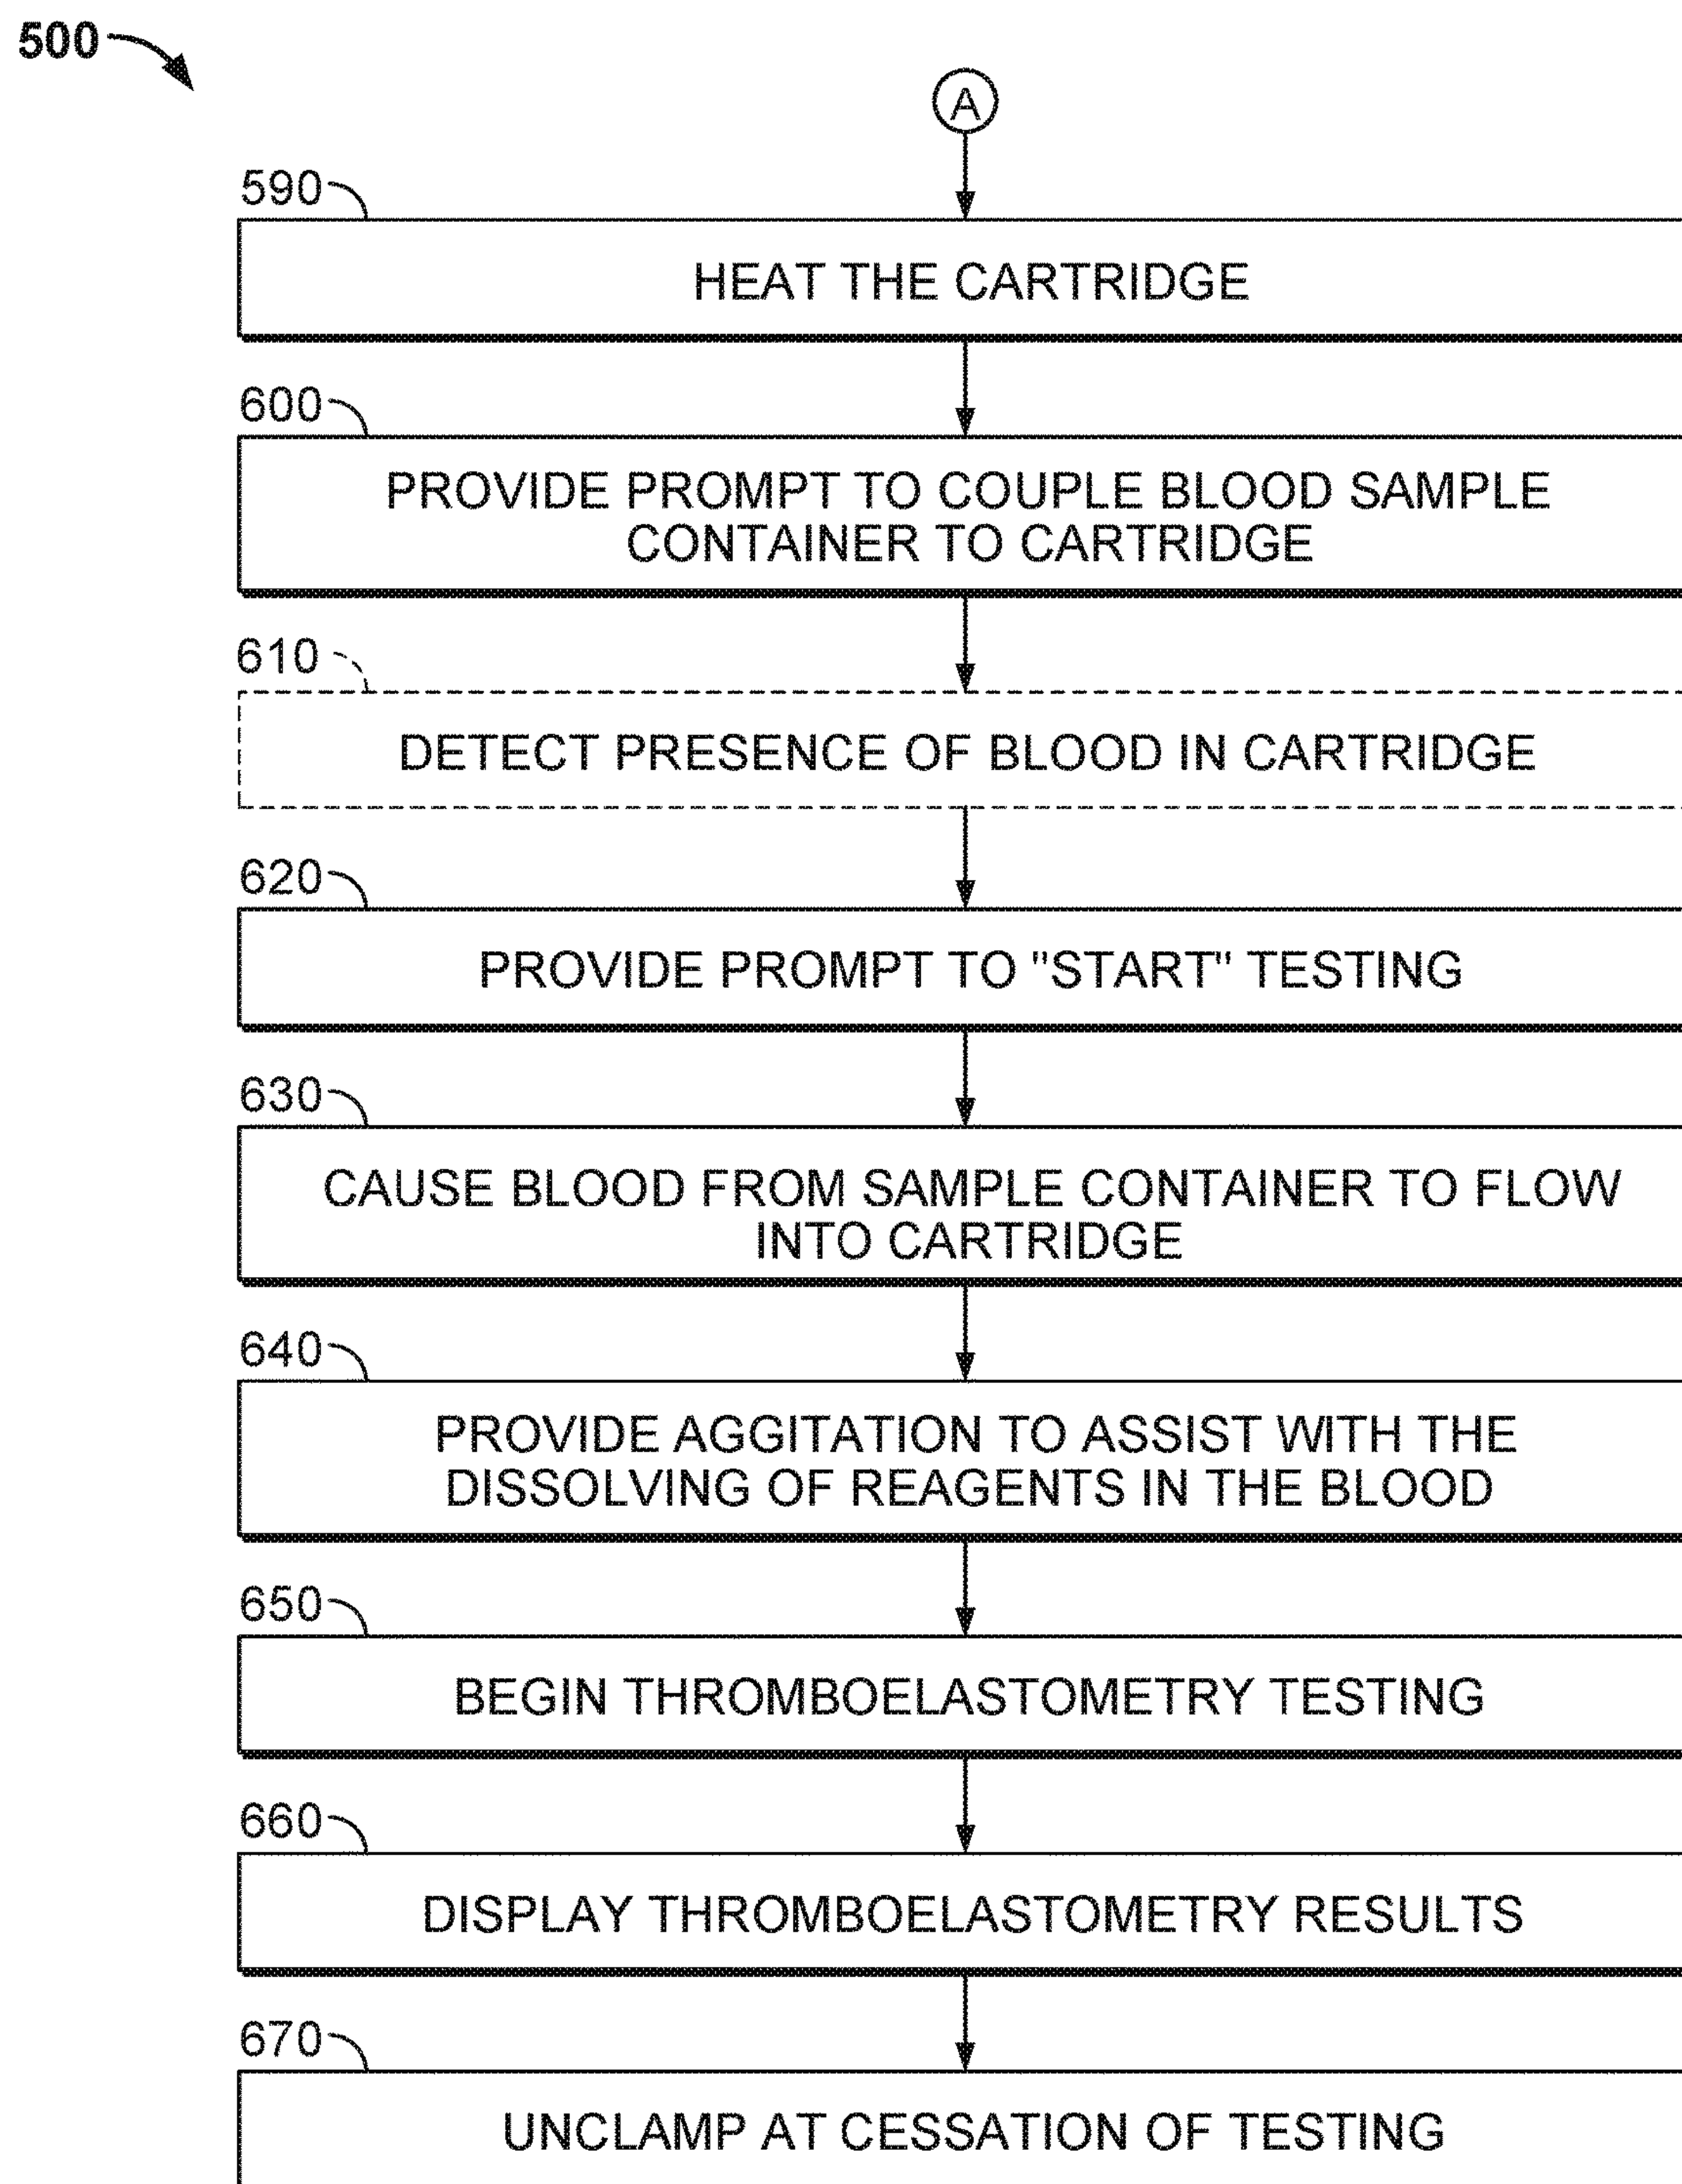 500
A
590
HEAT THE CARTRIDGE
600
PROVIDE PROMPT TO COUPLE BLOOD SAMPLE
CONTAINER TO CARTRIDGE
610
DETECT PRESENCE OF BLOOD IN CARTRIDGE
620
PROVIDE PROMPT TO "START" TESTING
630
CAUSE BLOOD FROM SAMPLE CONTAINER TO FLOW
INTO CARTRIDGE
640
PROVIDE AGGITATION TO ASSIST WITH THE
DISSOLVING OF REAGENTS IN THE BLOOD
650
BEGIN THROMBOELASTOMETRY TESTING
660
DISPLAY THROMBOELASTOMETRY RESULTS
670
UNCLAMP AT CESSATION OF TESTING